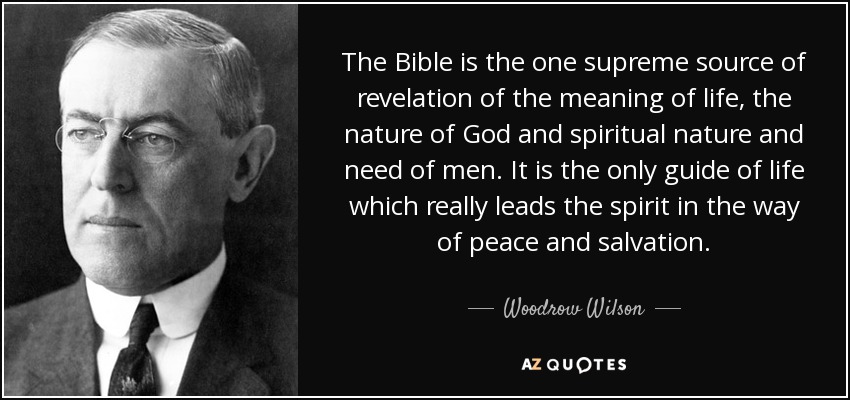 The Bible is the one supreme source of
revelation of the meaning of life, the
nature of God and spiritual nature and
need of men. It is the only guide of life
which really leads the spirit in the way
of peace and salvation.
Woodrow Wilson
AZ QUOTES